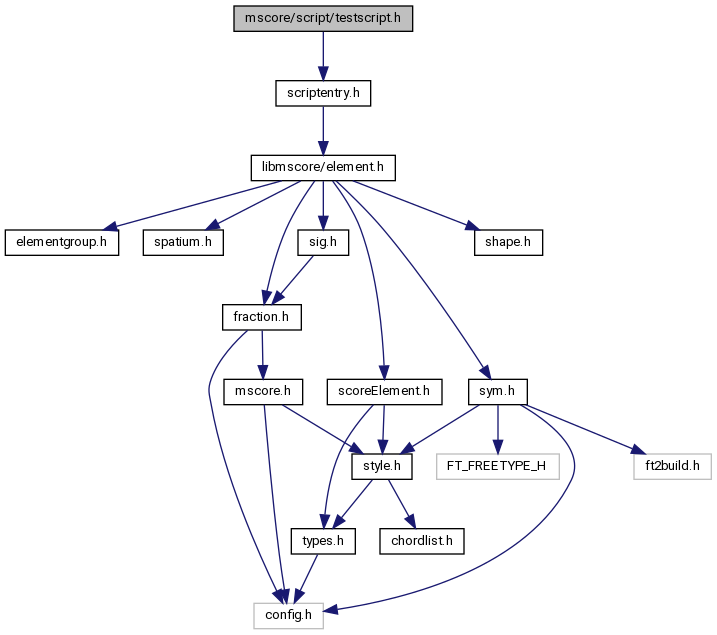 mscore/script/testscript.h
scriptentry.h
libmscore/element.h
elementgroup.h
spatium.h
sig.h
shape.h
fraction.h
mscore.h
scoreElement.h
sym.h
style.h
FT_FREETYPE_H
ft2build.h
types.h
chordlist.h
config.h